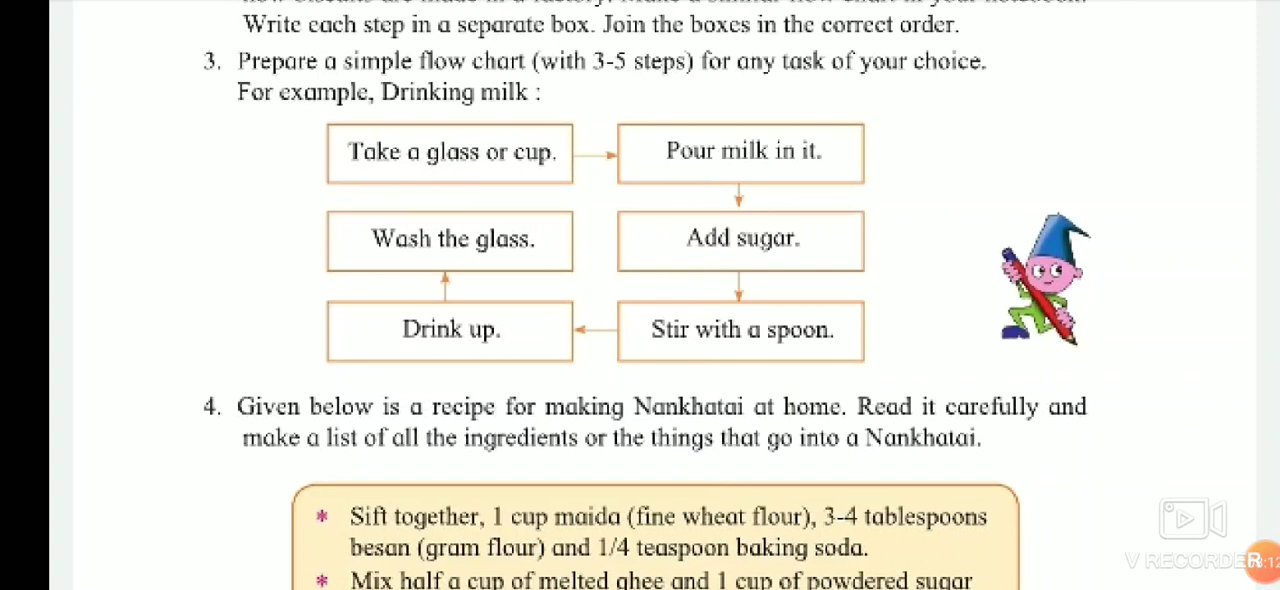 Write each step in a separate box. Join the boxes in the correct order.
3. Prepare a simple flow chart (with 3-5 steps) for any task of your choice.
For example, Drinking milk :
Take a glass or cup.
Pour milk in it.
Add sugar.
Stir with a spoon.
Drink up.
Wash the glass.
4. Given below is a recipe for making Nankhatai at home. Read it carefully and
make a list of all the ingredients or the things that go into a Nankhatai.
* Sift together, 1 cup maida (fine wheat flour), 3-4 tablespoons
besan (gram flour) and 1/4 teaspoon baking soda.
* Mix half a cup of melted ghee and 1 cup of powdered sugar
V RECORDER